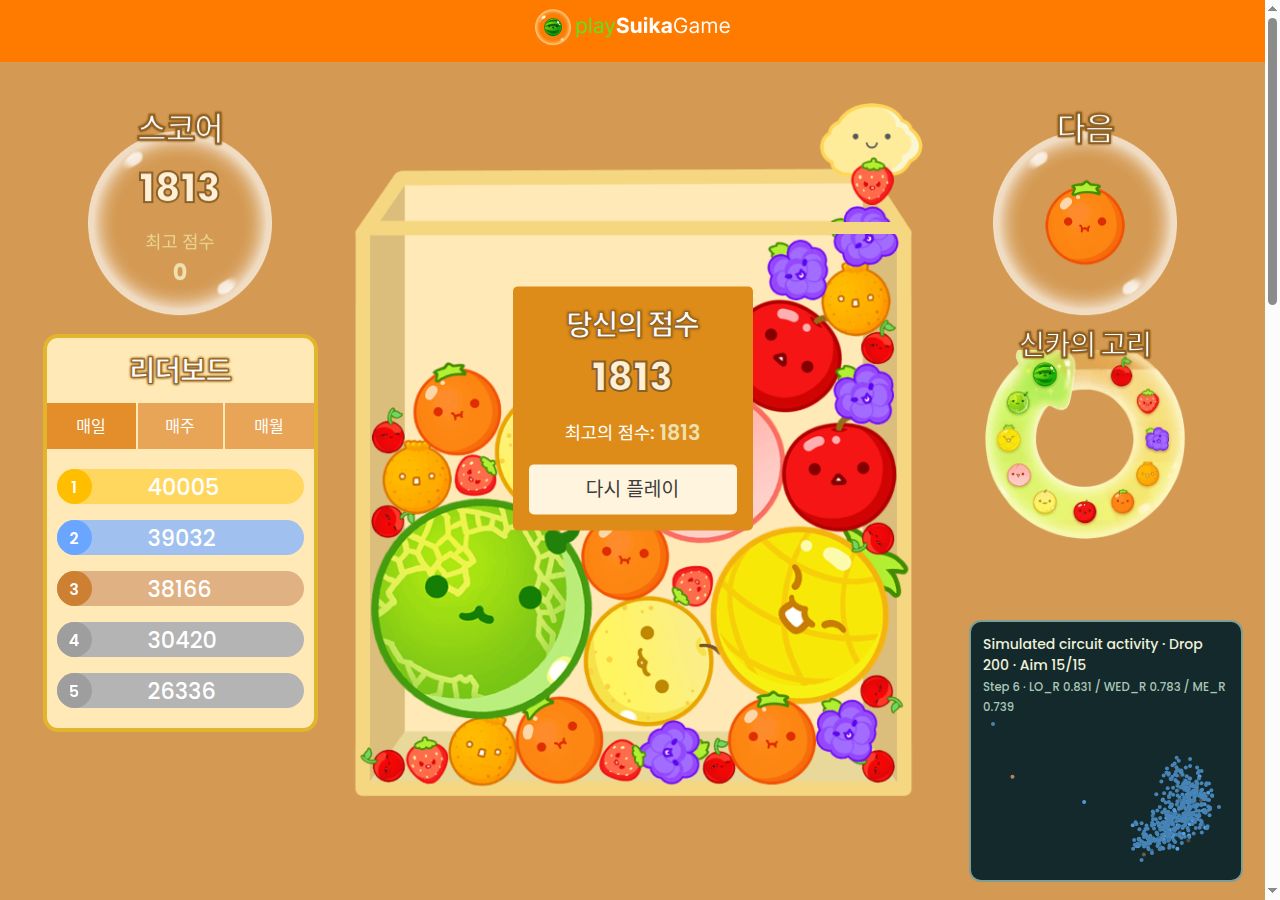 playSuikaGame
스코어
1813
최고 점수
0
리더보드
매일 매주 매월
1 40005
2 39032
3 38166
4 30420
5 26336
당신의 점수
1813
최고의 점수: 1813
다시 플레이
다음
신카의 고리
Simulated circuit activity · Drop
200 · Aim 15/15
Step 6 · LO_R 0.831 / WED_R 0.783 / ME_R
0.739